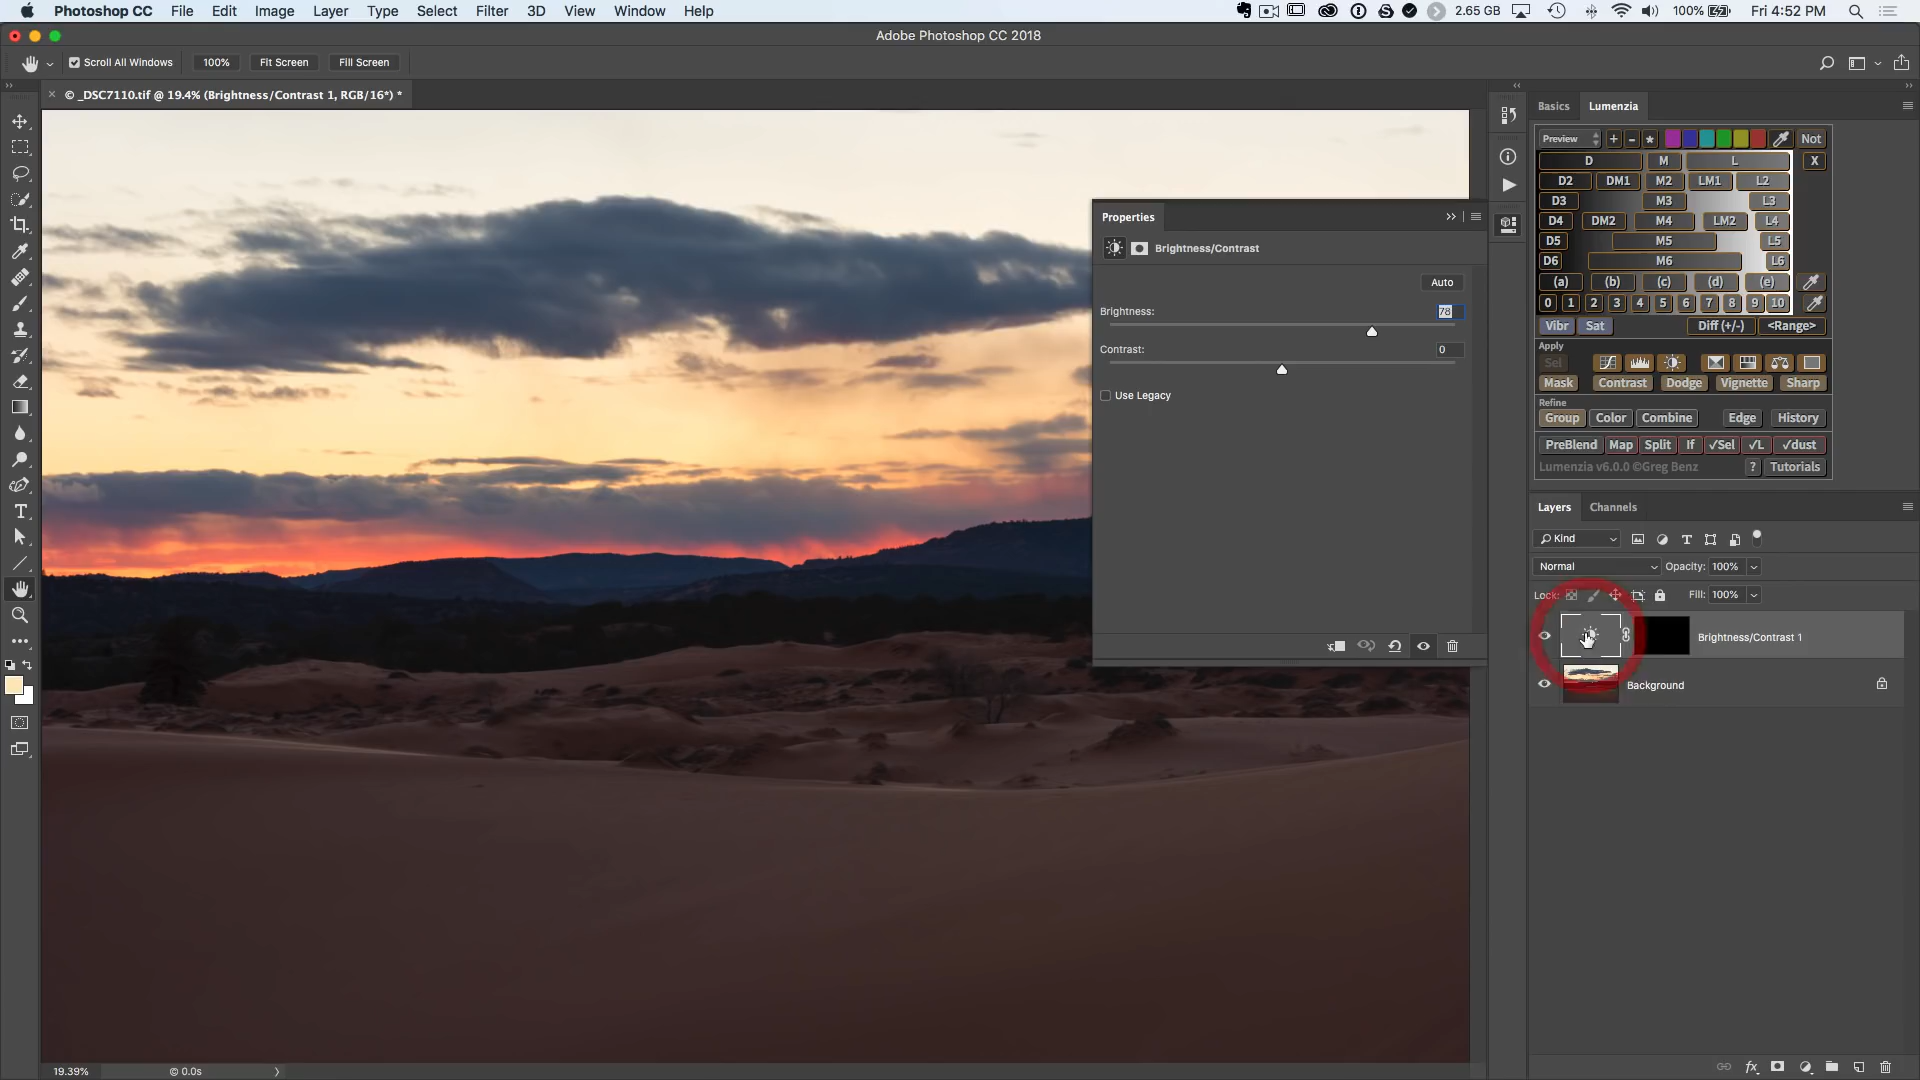 Photoshop CC File Edit Image Layer Type Select Filter 3D View Window Help 2.65 GB 100% Fri 4:52 PM
Adobe Photoshop CC 2018
Scroll All Windows 100% Fit Screen Fill Screen
× © _DSC7110.tif @ 19.4% (Brightness/Contrast 1, RGB/16*) *
Basics Lumenzia
Preview + - * Not
D M L X
D2 DM1 M2 LM1 L2
D3 M3 L3
D4 DM2 M4 LM2 L4
D5 M5 L5
D6 M6 L6
(a) (b) (c) (d) (e)
0 1 2 3 4 5 6 7 8 9 10
Vibr Sat Diff (+/-) <Range>
Apply
Sel
Mask Contrast Dodge Vignette Sharp
Refine
Group Color Combine Edge History
PreBlend Map Split If √Sel √L √dust
Lumenzia v6.0.0 ©Greg Benz ? Tutorials
Properties
Brightness/Contrast
Auto
Brightness: 78
Contrast: 0
Use Legacy
Layers Channels
Kind
Normal Opacity: 100%
Lock: Fill: 100%
Brightness/Contrast 1
Background
19.39% © 0.0s
fx